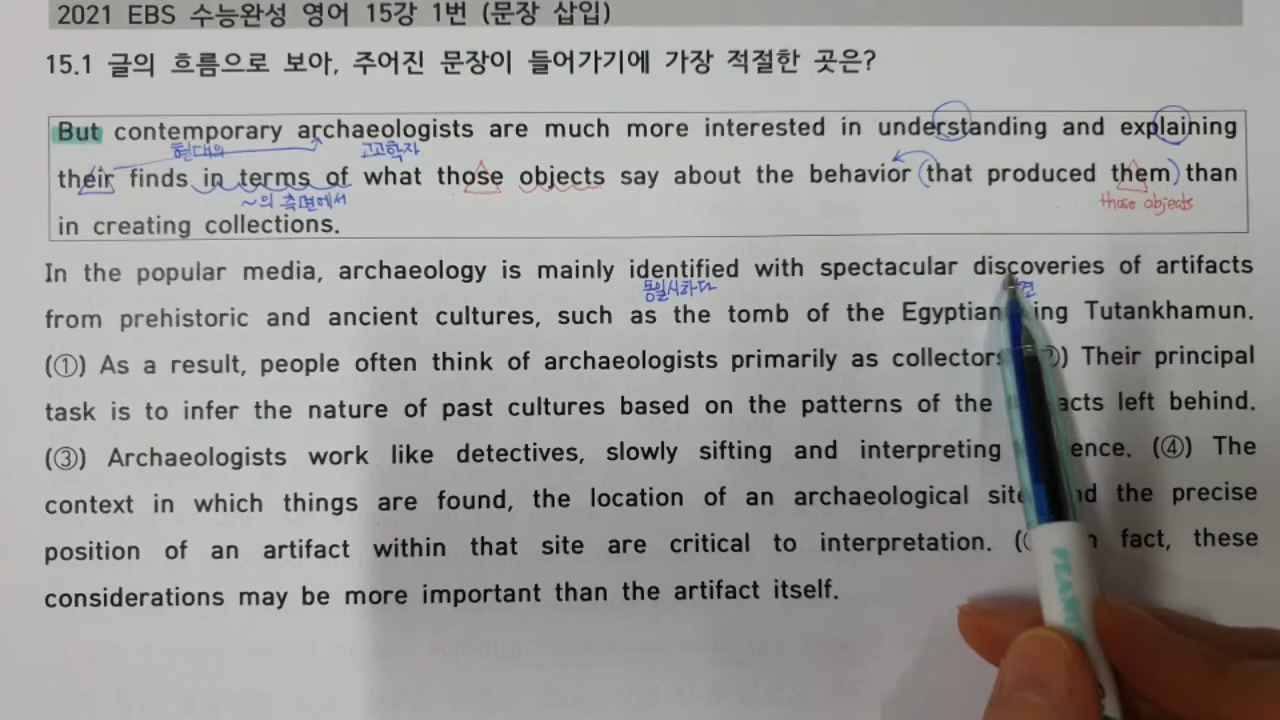 2021 EBS 수능완성 영어 15강 1번 (문장 삽입)
15.1 글의 흐름으로 보아, 주어진 문장이 들어가기에 가장 적절한 곳은?
But contemporary archaeologists are much more interested in understanding and explaining
현대의 고고학자
their finds in terms of what those objects say about the behavior (that produced them) than
~의 측면에서 those objects
in creating collections.
In the popular media, archaeology is mainly identified with spectacular discoveries of artifacts
동일시하다
from prehistoric and ancient cultures, such as the tomb of the Egyptian Tutankhamun.
(①) As a result, people often think of archaeologists primarily as Their principal
task is to infer the nature of past cultures based on the patterns of the left behind.
(③) Archaeologists work like detectives, slowly sifting and interpreting (④) The
context in which things are found, the location of an archaeological the precise
position of an artifact within that site are critical to interpretation. fact, these
considerations may be more important than the artifact itself.